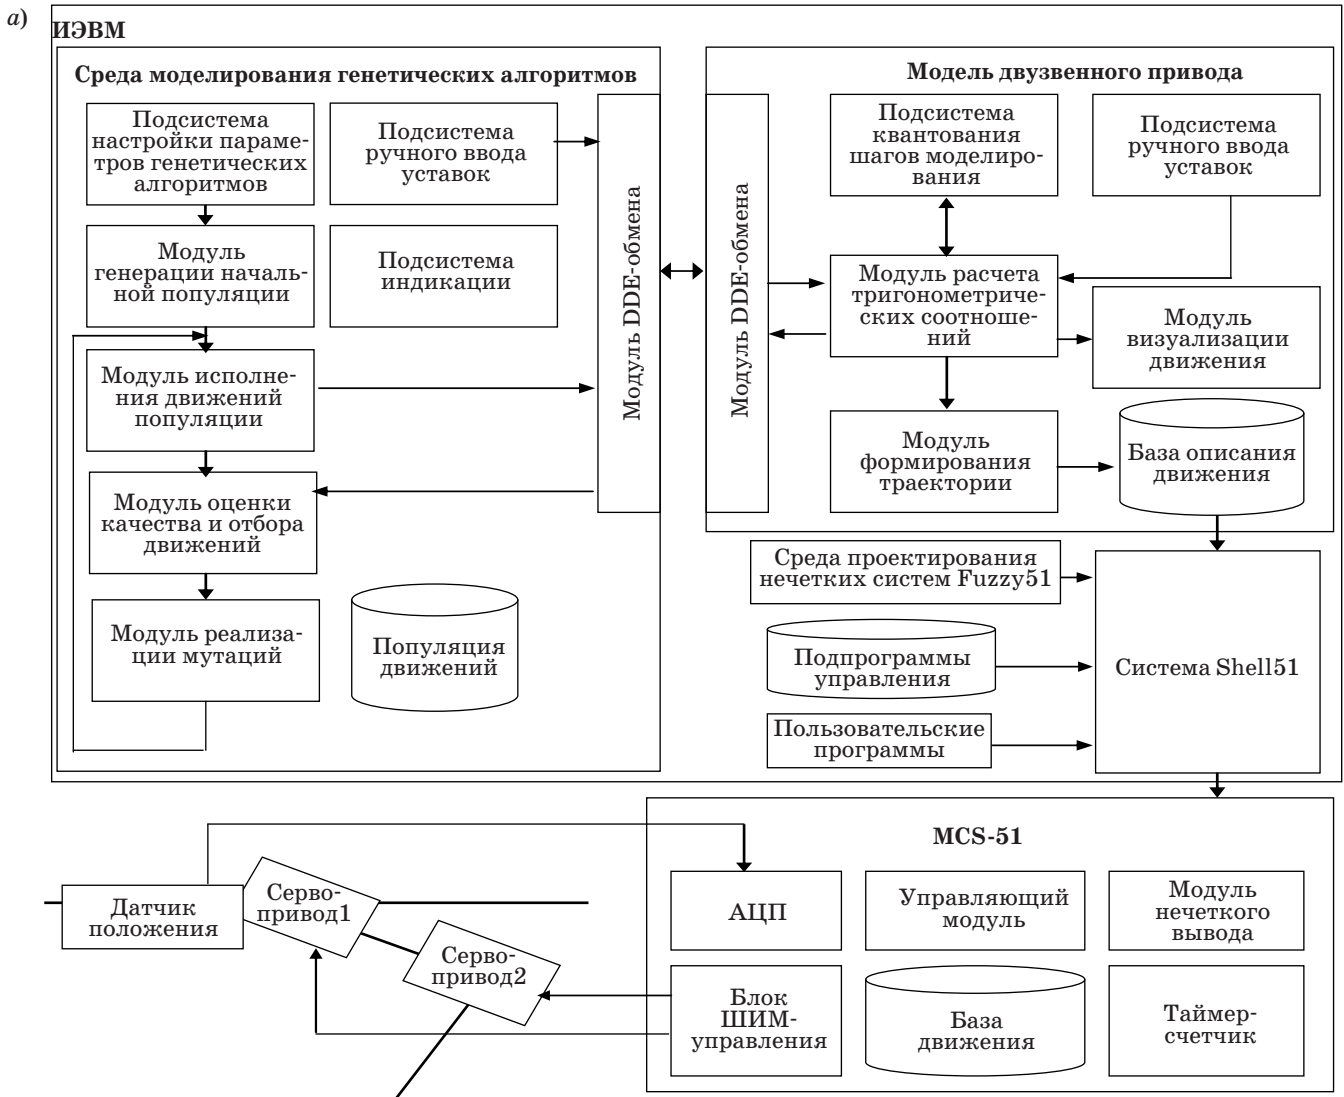 а)
ИЭВМ
Среда моделирования генетических алгоритмов
Подсистема
настройки параме-
тров генетических
алгоритмов
Подсистема
ручного ввода
уставок
Модуль
генерации началь-
ной популяции
Подсистема
индикации
Модуль исполне-
ния движений
популяции
Модуль оценки
качества и отбора
движений
Модуль реализа-
ции мутаций
Популяция
движений
Модуль DDE-обмена
Модель двузвенного привода
Модуль DDE-обмена
Подсистема
квантования
шагов моделиро-
вания
Подсистема
ручного ввода
уставок
Модуль расчета
тригонометриче-
ских соотноше-
ний
Модуль
визуализации
движения
Модуль
формирования
траектории
База описания
движения
Среда проектирования
нечетких систем Fuzzy51
Подпрограммы
управления
Пользовательские
программы
Система Shell51
MCS-51
АЦП
Управляющий
модуль
Модуль
нечеткого
вывода
Блок
ШИМ-
управления
База
движения
Таймер-
счетчик
Датчик
положения
Серво-
привод1
Серво-
привод2